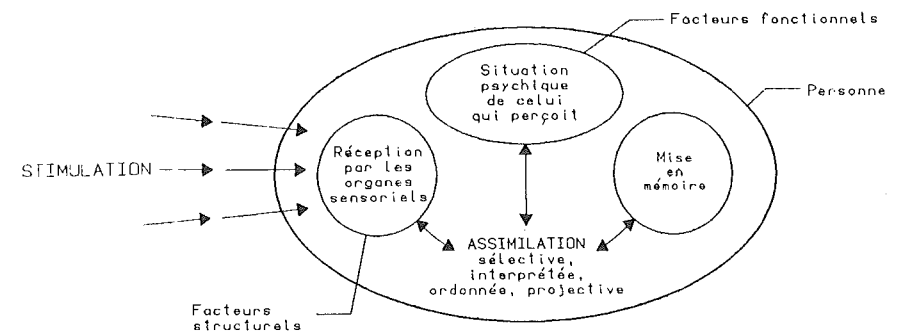 Facteurs fonctionnels
Situation
psychique
de celui
qui perçoit
Personne
STIMULATION
Réception
par les
organes
sensoriels
Mise
en
mémoire
ASSIMILATION
sélective,
interprétée,
ordonnée, projective
Facteurs
structurels